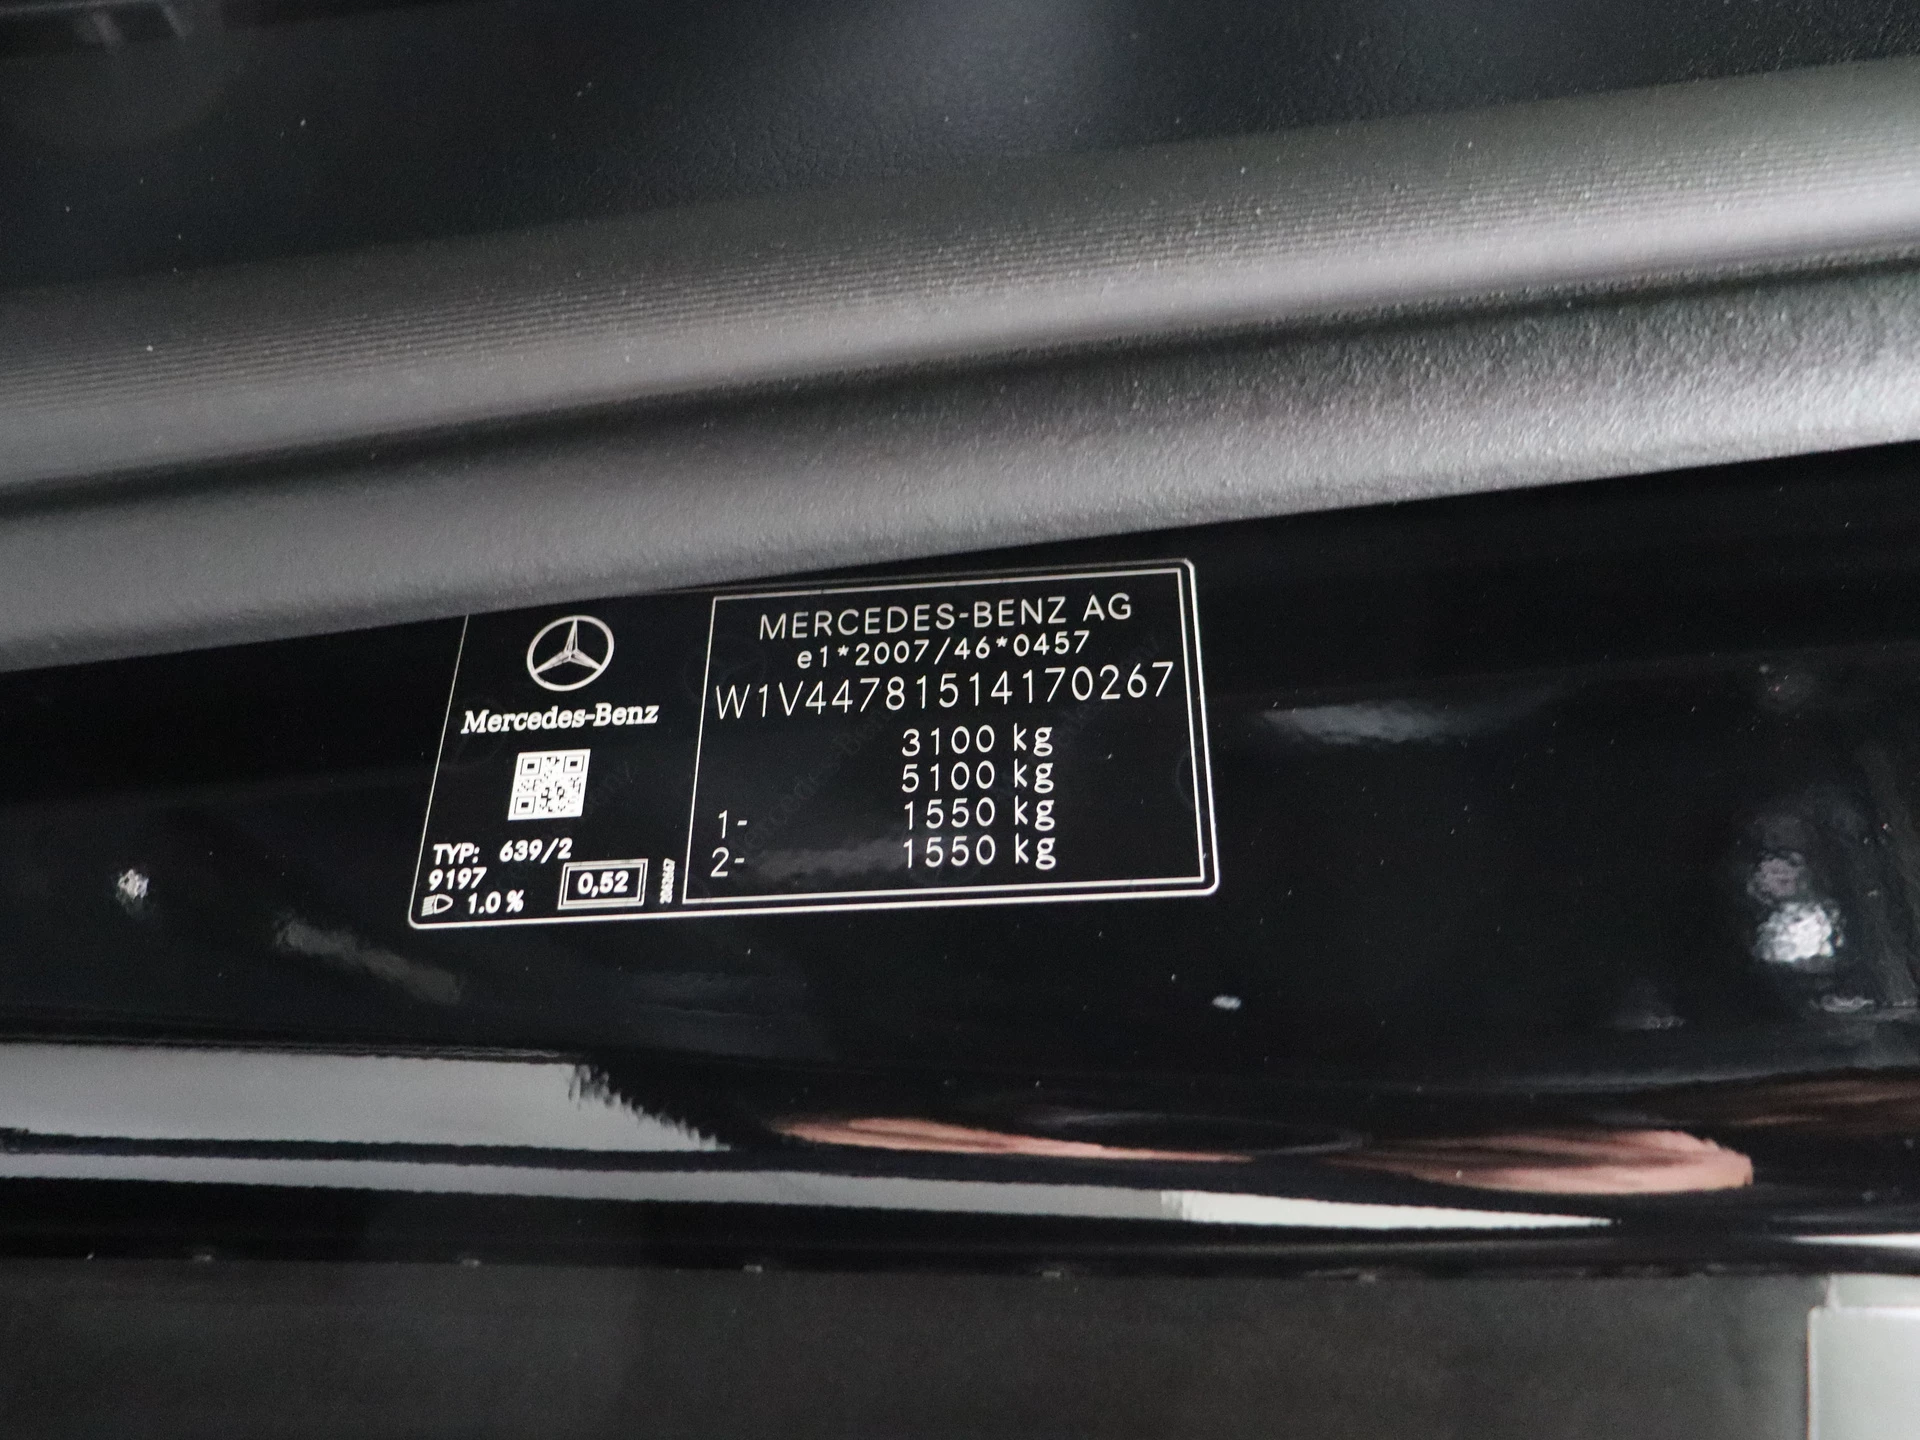 Mercedes-Benz
TYP: 639/2
9197
1.0 %
0,52
MERCEDES-BENZ AG
e1*2007/46*0457
W1V44781514170267
3100 kg
5100 kg
1- 1550 kg
2- 1550 kg